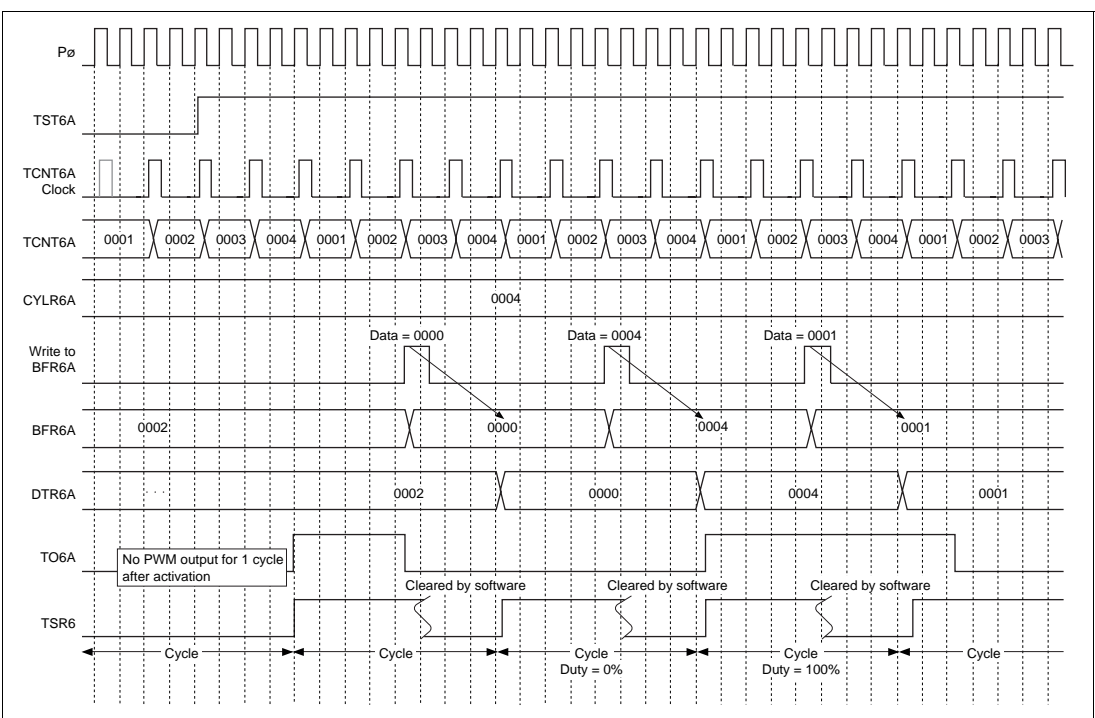 Pø
TST6A
TCNT6A
Clock
TCNT6A 0001 0002 0003 0004 0001 0002 0003 0004 0001 0002 0003 0004 0001 0002 0003 0004 0001 0002 0003
CYLR6A 0004
Data = 0000 Data = 0004 Data = 0001
Write to
BFR6A
BFR6A 0002 0000 0004 0001
DTR6A . . . 0002 0000 0004 0001
TO6A
No PWM output for 1 cycle
after activation
Cleared by software Cleared by software Cleared by software
TSR6
Cycle Cycle Cycle Cycle Cycle
Duty = 0% Duty = 100%